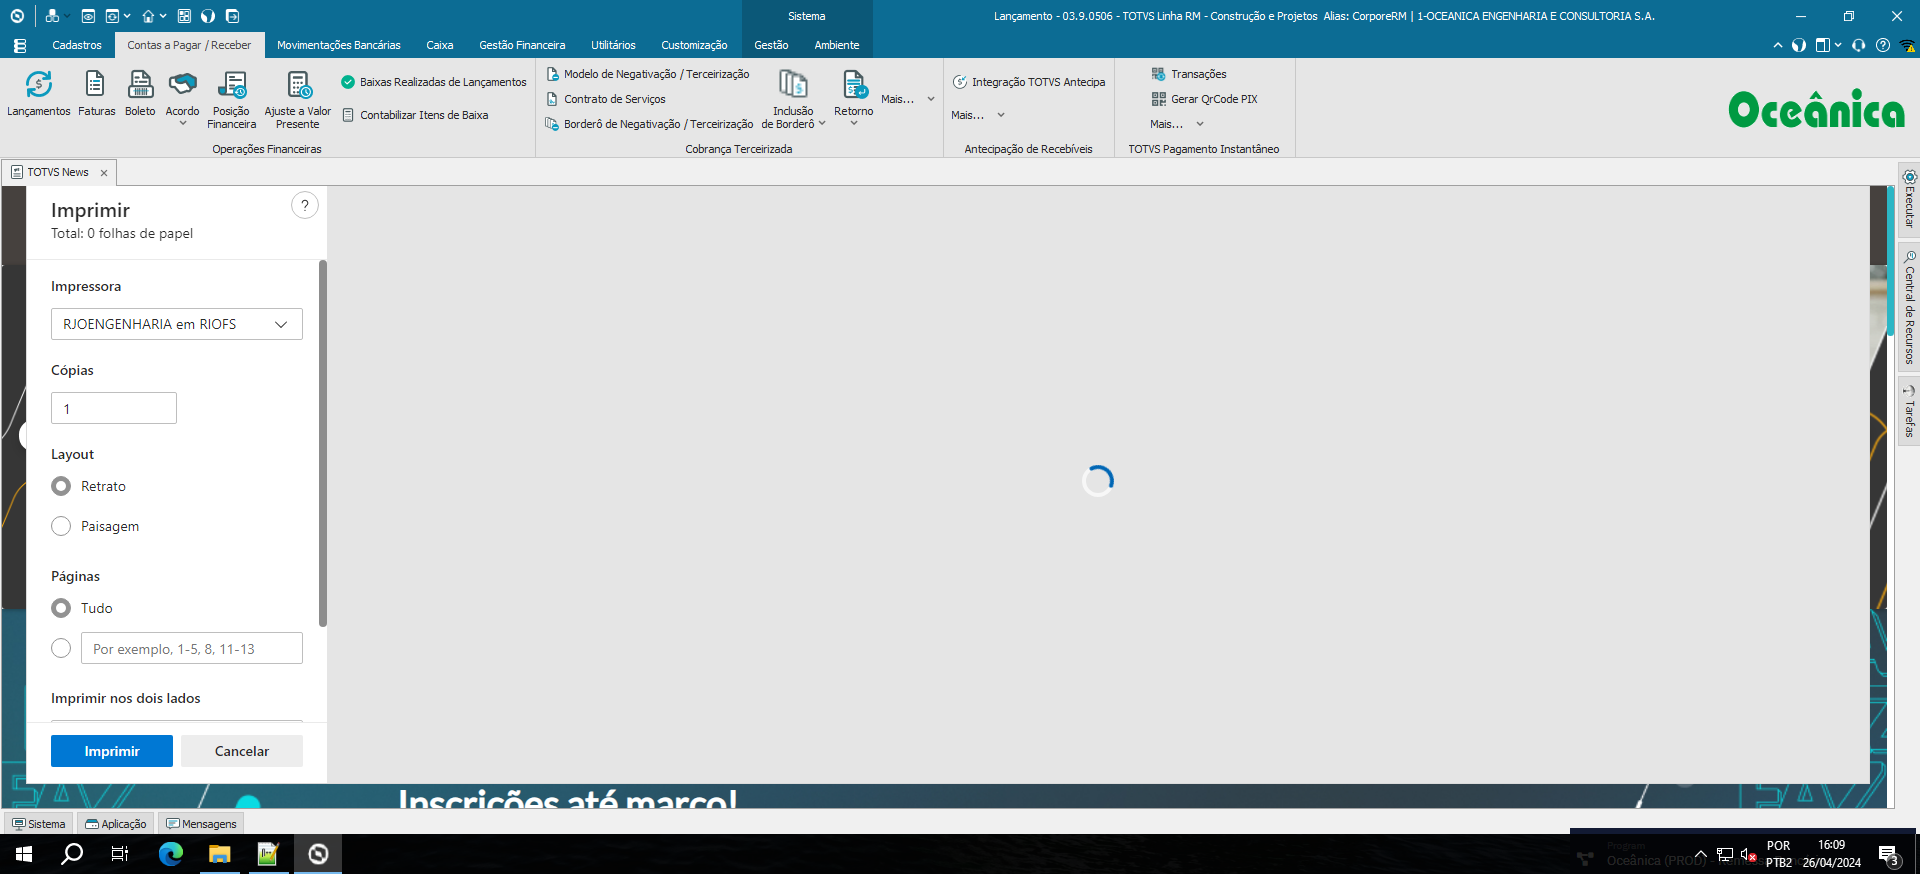 Sistema
Lançamento - 03.9.0506 - TOTVS Linha RM - Construção e Projetos  Alias: CorporeRM | 1-OCEANICA ENGENHARIA E CONSULTORIA S.A.
Cadastros
Contas a Pagar / Receber
Movimentações Bancárias
Caixa
Gestão Financeira
Utilitários
Customização
Gestão
Ambiente
Lançamentos
Faturas
Boleto
Acordo
Posição
Financeira
Ajuste a Valor
Presente
Baixas Realizadas de Lançamentos
Contabilizar Itens de Baixa
Operações Financeiras
Modelo de Negativação / Terceirização
Contrato de Serviços
Borderô de Negativação / Terceirização
Inclusão
de Borderô
Retorno
Mais...
Cobrança Terceirizada
Integração TOTVS Antecipa
Mais...
Antecipação de Recebíveis
Transações
Gerar QrCode PIX
Mais...
TOTVS Pagamento Instantâneo
Oceânica
TOTVS News
Executar
Central de Recursos
Tarefas
Imprimir
?
Total: 0 folhas de papel
Impressora
RJOENGENHARIA em RIOFS
Cópias
1
Layout
Retrato
Paisagem
Páginas
Tudo
Por exemplo, 1-5, 8, 11-13
Imprimir nos dois lados
Imprimir
Cancelar
Inscrições até março!
Sistema
Aplicação
Mensagens
Program
Oceânica (PROD) -
POR
PTB2
16:09
26/04/2024
3